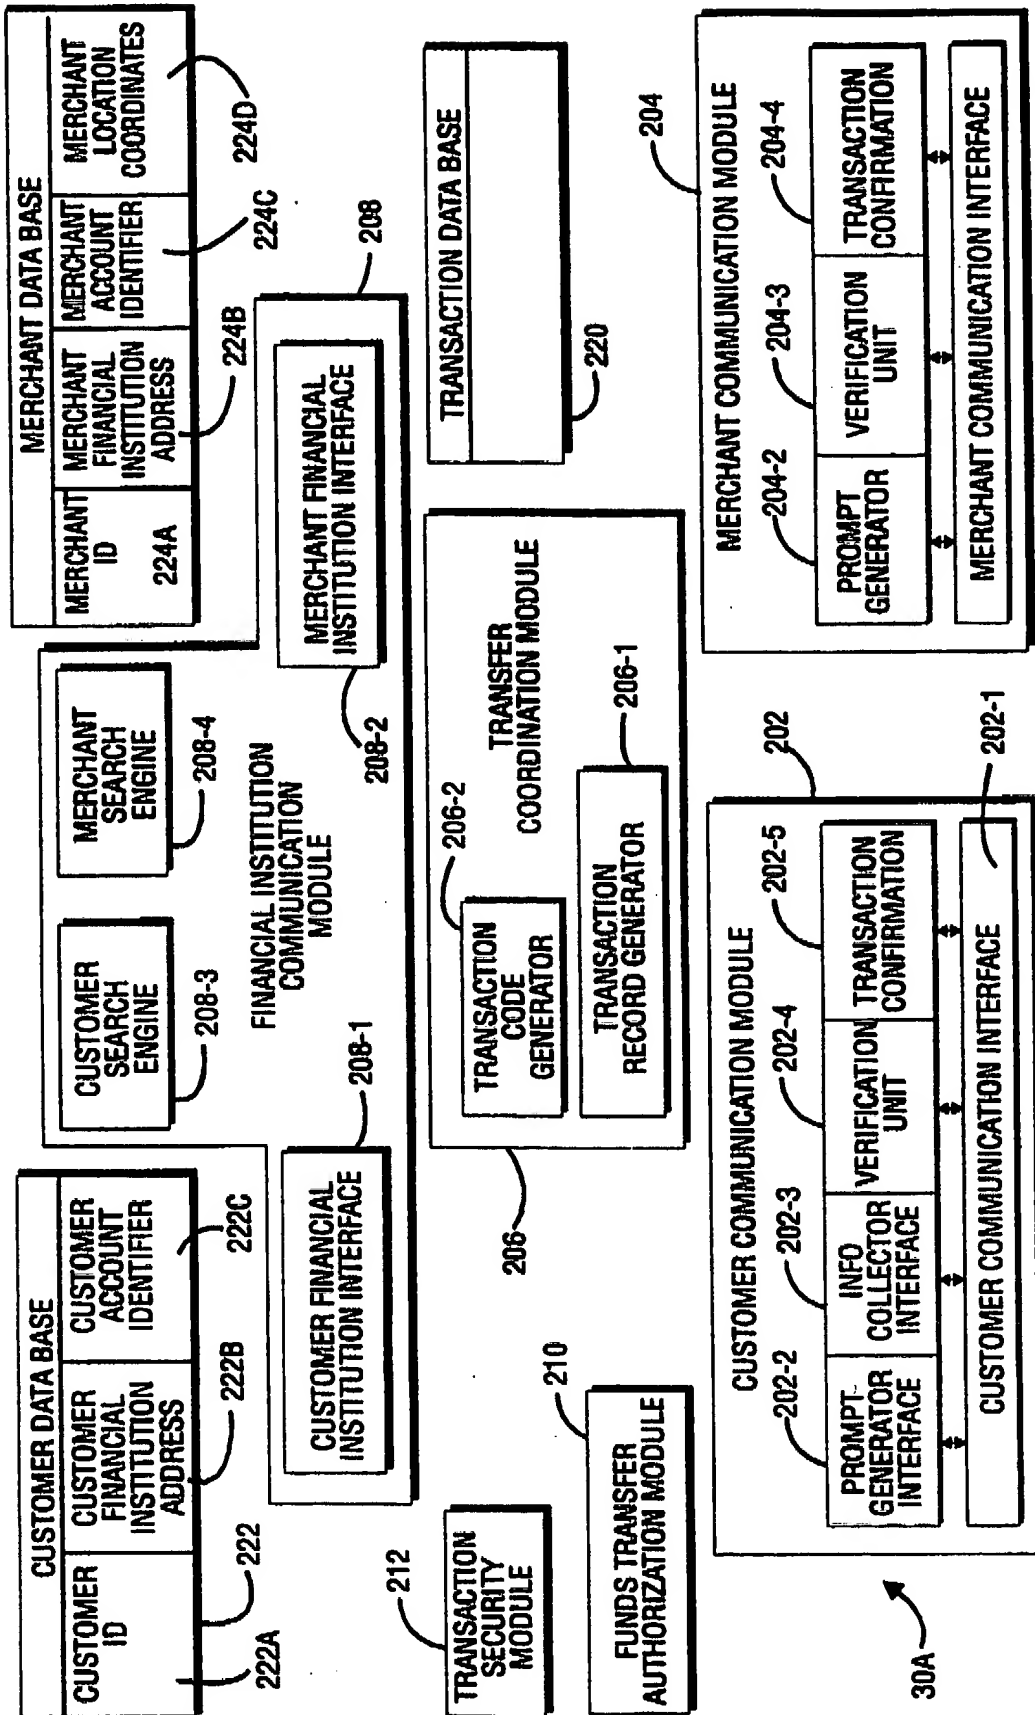 CUSTOMER DATA BASE
CUSTOMER
ID
222A
CUSTOMER
FINANCIAL
INSTITUTION
ADDRESS
222B
CUSTOMER
ACCOUNT
IDENTIFIER
222C
222
CUSTOMER
SEARCH
ENGINE
208-3
MERCHANT
SEARCH
ENGINE
208-4
MERCHANT DATA BASE
MERCHANT
ID
224A
MERCHANT
FINANCIAL
INSTITUTION
ADDRESS
224B
MERCHANT
ACCOUNT
IDENTIFIER
224C
MERCHANT
LOCATION
COORDINATES
224D
FINANCIAL INSTITUTION
COMMUNICATION
MODULE
208-1
CUSTOMER FINANCIAL
INSTITUTION INTERFACE
MERCHANT FINANCIAL
INSTITUTION INTERFACE
208-2
208
212
TRANSACTION
SECURITY
MODULE
210
FUNDS TRANSFER
AUTHORIZATION MODULE
206
206-2
TRANSACTION
CODE
GENERATOR
TRANSFER
COORDINATION MODULE
TRANSACTION
RECORD GENERATOR
206-1
TRANSACTION DATA BASE
220
30A
CUSTOMER COMMUNICATION MODULE
202
202-2
202-3
202-4
202-5
PROMPT-
GENERATOR
INTERFACE
INFO
COLLECTOR
INTERFACE
VERIFICATION
UNIT
TRANSACTION
CONFIRMATION
CUSTOMER COMMUNICATION INTERFACE
202-1
MERCHANT COMMUNICATION MODULE
204
204-2
204-3
204-4
PROMPT
GENERATOR
VERIFICATION
UNIT
TRANSACTION
CONFIRMATION
MERCHANT COMMUNICATION INTERFACE